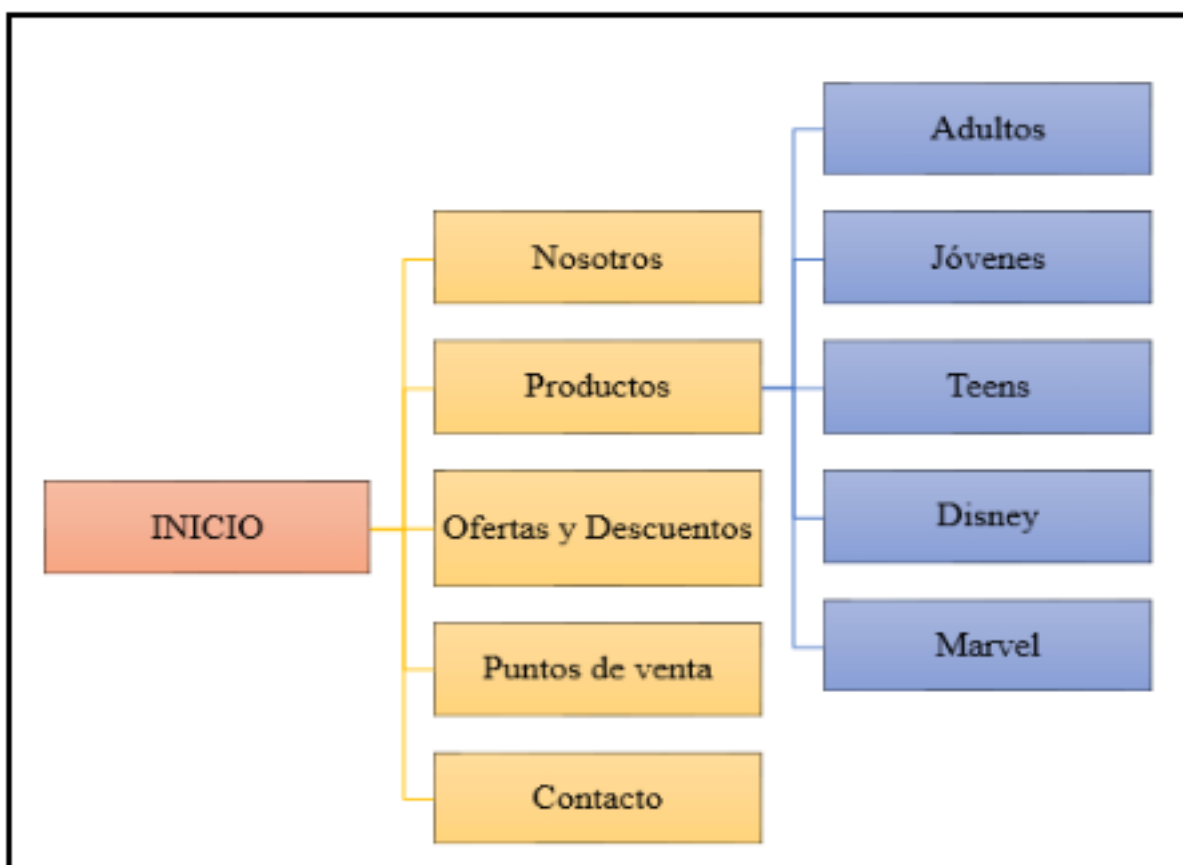 INICIO
Nosotros
Productos
Ofertas y Descuentos
Puntos de venta
Contacto
Adultos
Jóvenes
Teens
Disney
Marvel